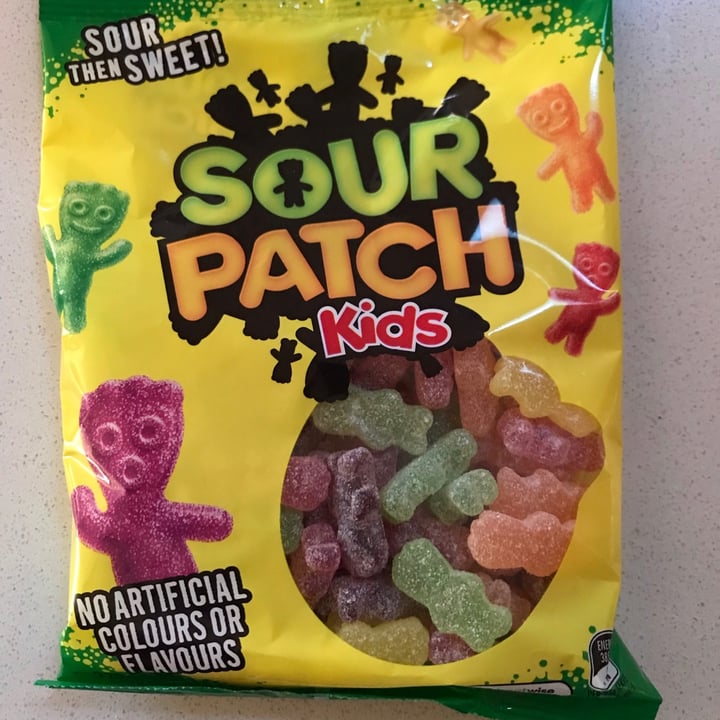 SOUR
THEN SWEET!
SOUR
PATCH
Kids
NO ARTIFICIAL
COLOURS OR
FLAVOURS